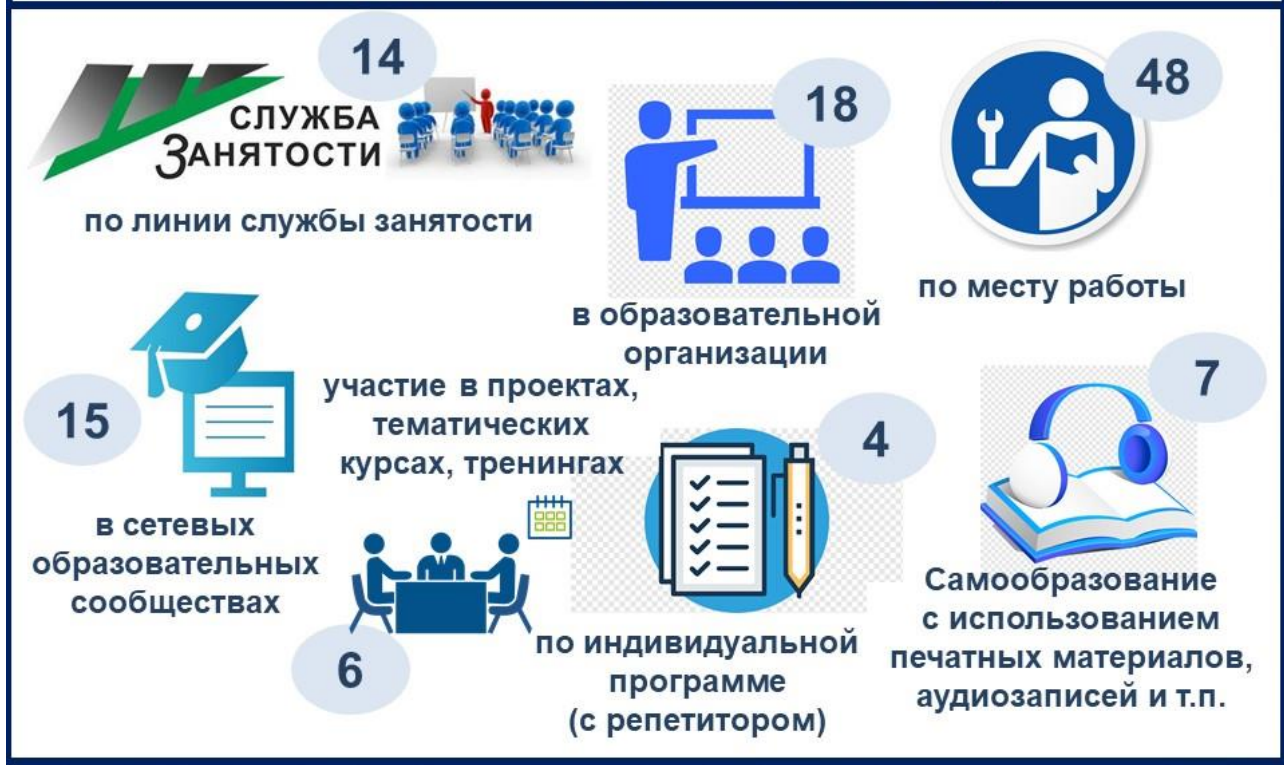 14
СЛУЖБА
ЗАНЯТОСТИ
по линии службы занятости
18
в образовательной
организации
48
по месту работы
15
в сетевых
образовательных
сообществах
участие в проектах,
тематических
курсах, тренингах
6
4
по индивидуальной
программе
(с репетитором)
7
Самообразование
с использованием
печатных материалов,
аудиозаписей и т.п.